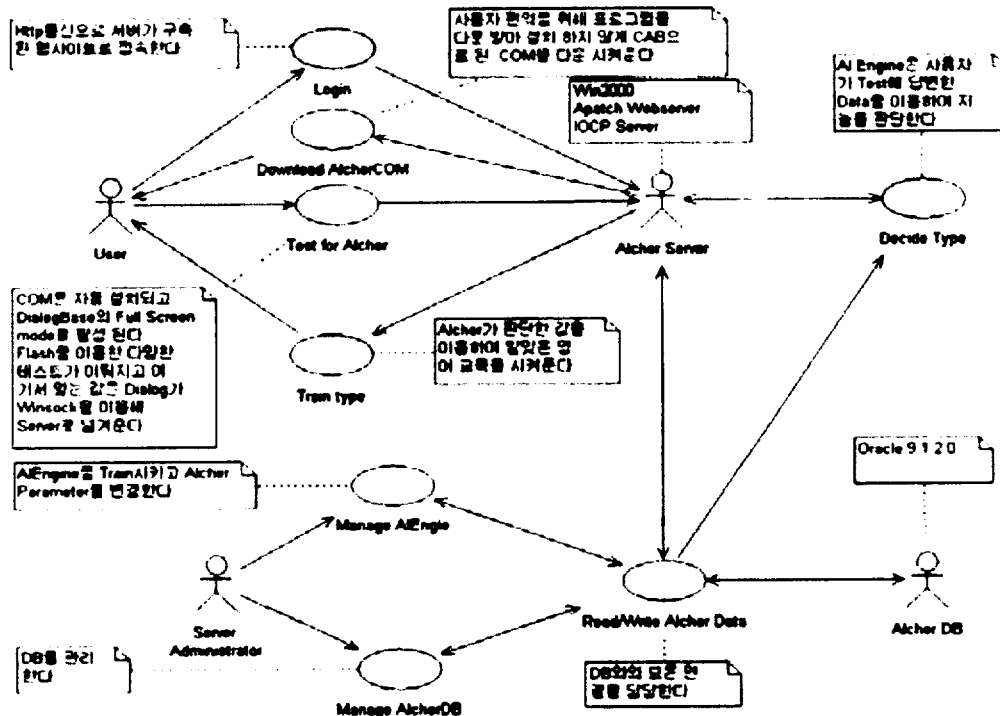 Http통신으로 서버가 구축
된 웹사이트로 접속한다
Login
사용자 편의를 위해 프로그램을
다운 받아 설치 하지 않게 CAB으
로 된 COM을 다운 시켜준다
Win2000
Apatch Webserver
IOCP Server
AI Engine은 사용자
가 Test에 답변한
Data을 이용하여 지
능를 판단한다
Download AlcherCOM
User
Test for Alcher
Alcher Server
Decide Type
COM은 자동 설치되고
DialogBase의 Full Screen
mode을 활성 된다
Flash을 이용한 다양한
테스트가 이뤄지고 여
기서 얻는 값은 Dialog가
Winsock을 이용해
Server로 넘겨준다
Train type
Alcher가 판단한 값을
이용하여 알맞은 영
어 교육을 시켜준다
AIEngine를 Train시키고 Alcher
Parameter를 변경한다
Manage AIEngie
Oracle 9.1.2.0
Server
Administrator
Read/Write Alcher Data
Alcher DB
DB를 관리
한다
Manage AlcherDB
DB와의 모든 연
결을 담당한다